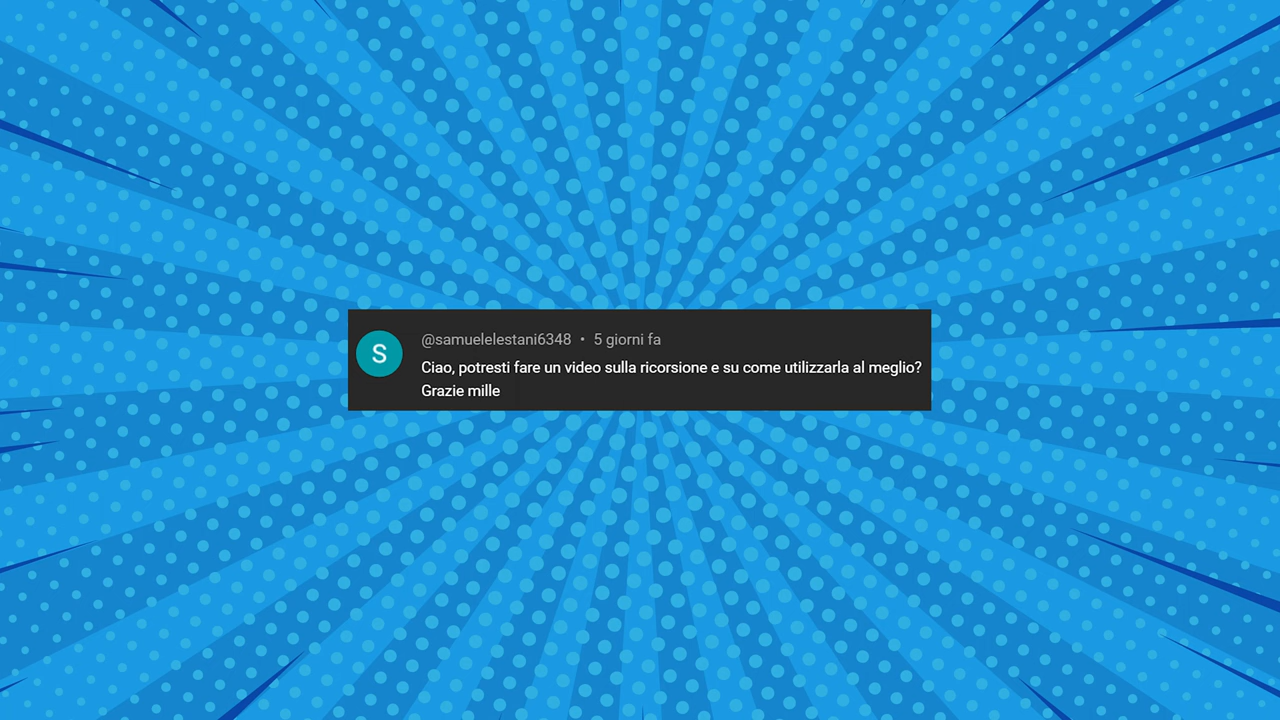 S
@samuelelestani6348 • 5 giorni fa
Ciao, potresti fare un video sulla ricorsione e su come utilizzarla al meglio?
Grazie mille